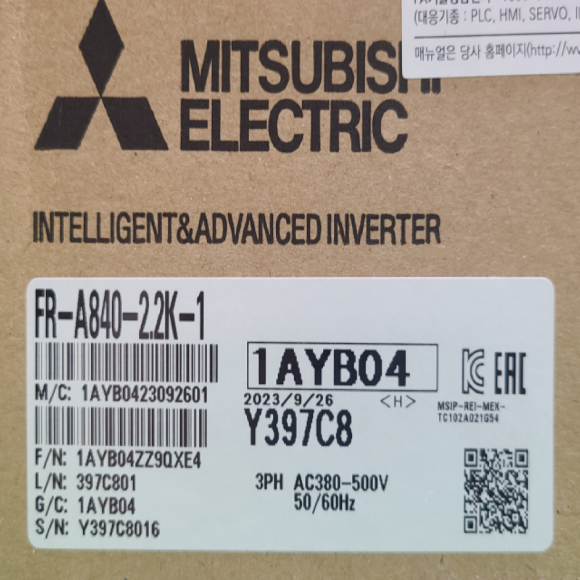 (대응기종 : PLC, HMI, SERVO, I
매뉴얼은 당사 홈페이지(http://w
MITSUBISHI
ELECTRIC
INTELLIGENT&ADVANCED INVERTER
FR-A840-2.2K-1
M/C: 1AYB0423092601
F/N: 1AYB04ZZ9QXE4
L/N: 397C801
G/C: 1AYB04
S/N: Y397C8016
1AYB04
2023/9/26 <H>
Y397C8
3PH AC380-500V
50/60Hz
EAC
MSIP-REI-MEK-
TC102A021G54